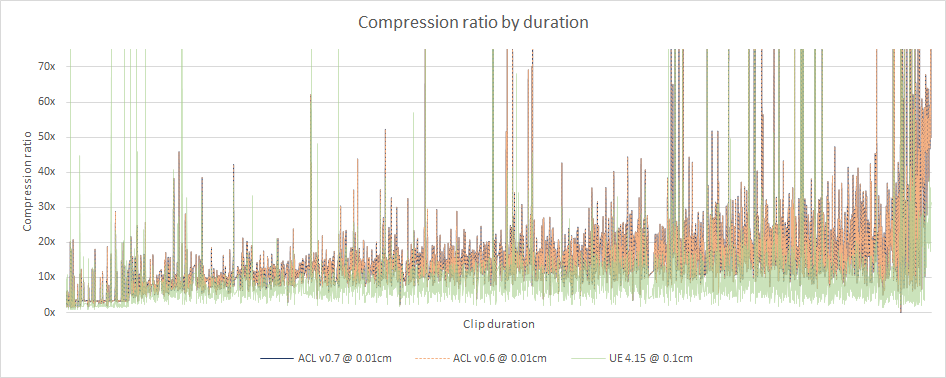 Compression ratio by duration
70x
60x
50x
40x
30x
20x
10x
0x
Compression ratio
Clip duration
ACL v0.7 @ 0.01cm
ACL v0.6 @ 0.01cm
UE 4.15 @ 0.1cm